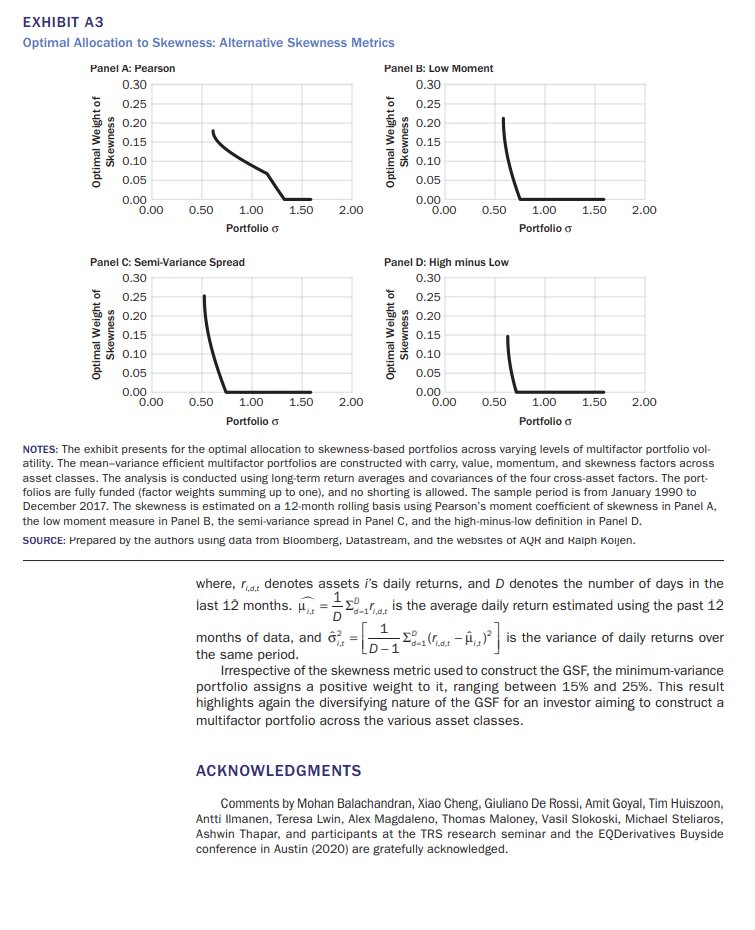 EXHIBIT A3
Optimal Allocation to Skewness: Alternative Skewness Metrics
Panel A: Pearson
Optimal Weight of
Skewness
0.30
0.25
0.20
0.15
0.10
0.05
0.00
0.00 0.50 1.00 1.50 2.00
Portfolio σ
Panel B: Low Moment
Optimal Weight of
Skewness
0.30
0.25
0.20
0.15
0.10
0.05
0.00
0.00 0.50 1.00 1.50 2.00
Portfolio σ
Panel C: Semi-Variance Spread
Optimal Weight of
Skewness
0.30
0.25
0.20
0.15
0.10
0.05
0.00
0.00 0.50 1.00 1.50 2.00
Portfolio σ
Panel D: High minus Low
Optimal Weight of
Skewness
0.30
0.25
0.20
0.15
0.10
0.05
0.00
0.00 0.50 1.00 1.50 2.00
Portfolio σ
NOTES: The exhibit presents for the optimal allocation to skewness-based portfolios across varying levels of multifactor portfolio vol-
atility. The mean–variance efficient multifactor portfolios are constructed with carry, value, momentum, and skewness factors across
asset classes. The analysis is conducted using long-term return averages and covariances of the four cross-asset factors. The port-
folios are fully funded (factor weights summing up to one), and no shorting is allowed. The sample period is from January 1990 to
December 2017. The skewness is estimated on a 12-month rolling basis using Pearson's moment coefficient of skewness in Panel A,
the low moment measure in Panel B, the semi-variance spread in Panel C, and the high-minus-low definition in Panel D.
SOURCE: Prepared by the authors using data from Bloomberg, Datastream, and the websites of AQR and Ralph Koijen.
where, r_{i,d,t} denotes assets i's daily returns, and D denotes the number of days in the
last 12 months. \widehat{μ_{i,t}} = \frac{1}{D} Σ_{d=1}^{D} r_{i,d,t} is the average daily return estimated using the past 12
months of data, and \hat{σ}_{i,t}^{2} = [\frac{1}{D−1} Σ_{d=1}^{D} (r_{i,d,t} − \hat{μ}_{i,t})^{2}] is the variance of daily returns over
the same period.
Irrespective of the skewness metric used to construct the GSF, the minimum-variance
portfolio assigns a positive weight to it, ranging between 15% and 25%. This result
highlights again the diversifying nature of the GSF for an investor aiming to construct a
multifactor portfolio across the various asset classes.
ACKNOWLEDGMENTS
Comments by Mohan Balachandran, Xiao Cheng, Giuliano De Rossi, Amit Goyal, Tim Huiszoon,
Antti Ilmanen, Teresa Lwin, Alex Magdaleno, Thomas Maloney, Vasil Slokoski, Michael Steliaros,
Ashwin Thapar, and participants at the TRS research seminar and the EQDerivatives Buyside
conference in Austin (2020) are gratefully acknowledged.